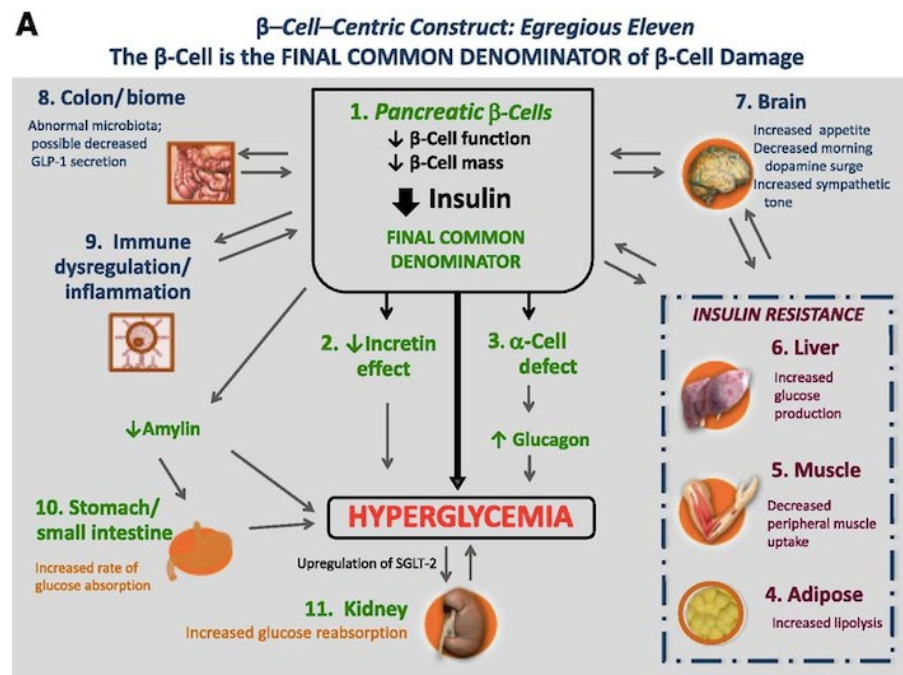 A
β–Cell–Centric Construct: Egregious Eleven
The β-Cell is the FINAL COMMON DENOMINATOR of β-Cell Damage
8. Colon/biome
Abnormal microbiota;
possible decreased
GLP-1 secretion
1. Pancreatic β-Cells
↓ β-Cell function
↓ β-Cell mass
Insulin
FINAL COMMON
DENOMINATOR
7. Brain
Increased appetite
Decreased morning
dopamine surge
Increased sympathetic
tone
9. Immune
dysregulation/
inflammation
2. ↓Incretin
effect
3. α-Cell
defect
↑ Glucagon
↓Amylin
INSULIN RESISTANCE
6. Liver
Increased
glucose
production
5. Muscle
Decreased
peripheral muscle
uptake
4. Adipose
Increased lipolysis
10. Stomach/
small intestine
Increased rate of
glucose absorption
HYPERGLYCEMIA
Upregulation of SGLT-2
11. Kidney
Increased glucose reabsorption